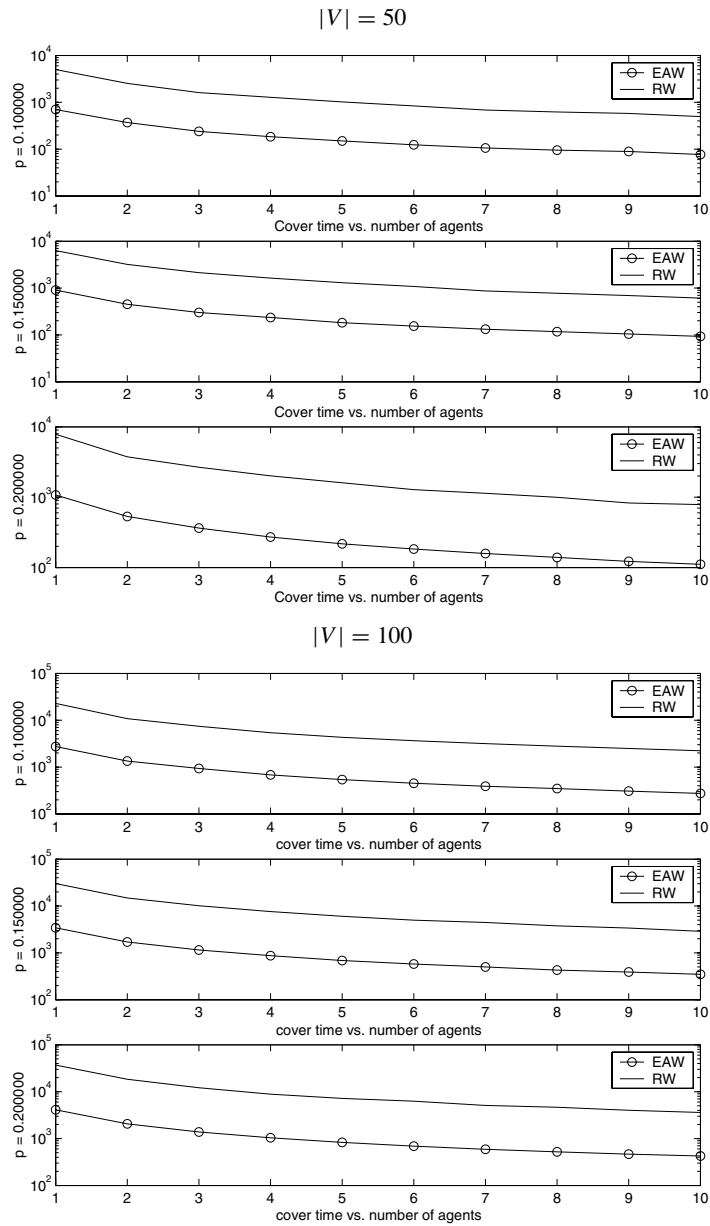 |V| = 50
10^4
10^3
10^2
10^1
p = 0.100000
EAW
RW
1 2 3 4 5 6 7 8 9 10
Cover time vs. number of agents
10^4
10^3
10^2
10^1
p = 0.150000
EAW
RW
1 2 3 4 5 6 7 8 9 10
Cover time vs. number of agents
10^4
10^3
10^2
p = 0.200000
EAW
RW
1 2 3 4 5 6 7 8 9 10
Cover time vs. number of agents
|V| = 100
10^5
10^4
10^3
10^2
p = 0.100000
EAW
RW
1 2 3 4 5 6 7 8 9 10
cover time vs. number of agents
10^5
10^4
10^3
10^2
p = 0.150000
EAW
RW
1 2 3 4 5 6 7 8 9 10
cover time vs. number of agents
10^5
10^4
10^3
10^2
p = 0.200000
EAW
RW
1 2 3 4 5 6 7 8 9 10
cover time vs. number of agents